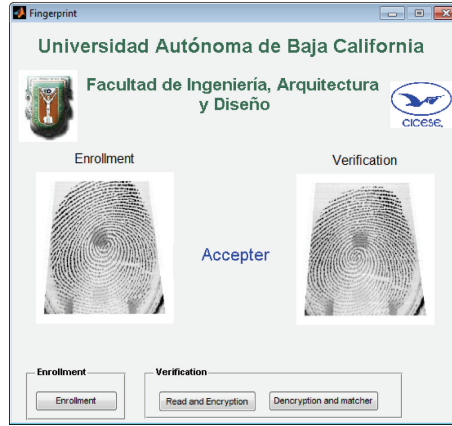 Fingerprint
Universidad Autónoma de Baja California
Facultad de Ingeniería, Arquitectura
y Diseño
CICESE,
Enrollment
Verification
Accepter
Enrollment
Verification
Enrollment
Read and Encryption
Dencryption and matcher